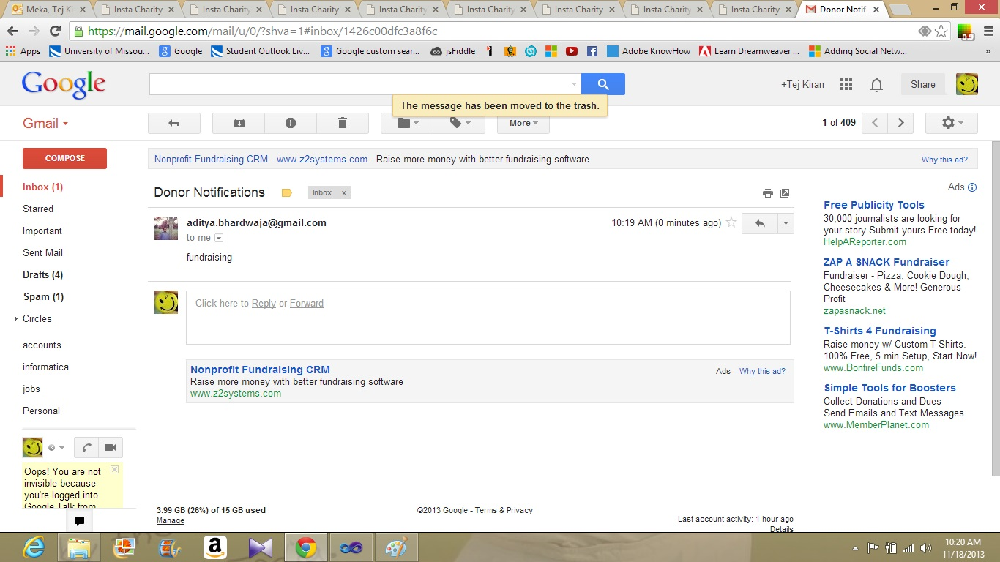 Meka, Tej Ki
Insta Charity
Insta Charity
Insta Charity
Insta Charity
Insta Charity
Insta Charity
Insta Charity
Insta Charity
Donor Notifi
https://mail.google.com/mail/u/0/?shva=1#inbox/1426c00dfc3a8f6c
Apps
University of Missou...
Google
Student Outlook Liv...
Google custom sear...
jsFiddle
Adobe KnowHow
Learn Dreamweaver ...
Adding Social Netw...
»
Google
+Tej Kiran
Share
The message has been moved to the trash.
Gmail
More
1 of 409
COMPOSE
Inbox (1)
Starred
Important
Sent Mail
Drafts (4)
Spam (1)
Circles
accounts
informatica
jobs
Personal
Oops! You are not
invisible because
you're logged into
Google Talk from
Nonprofit Fundraising CRM - www.z2systems.com - Raise more money with better fundraising software
Why this ad?
Donor Notifications
Inbox x
aditya.bhardwaja@gmail.com
10:19 AM (0 minutes ago)
to me
fundraising
Click here to Reply or Forward
Nonprofit Fundraising CRM
Ads – Why this ad?
Raise more money with better fundraising software
www.z2systems.com
Ads
Free Publicity Tools
30,000 journalists are looking for
your story-Submit yours Free today!
HelpAReporter.com
ZAP A SNACK Fundraiser
Fundraiser - Pizza, Cookie Dough,
Cheesecakes & More! Generous
Profit
zapasnack.net
T-Shirts 4 Fundraising
Raise money w/ Custom T-Shirts.
100% Free, 5 min Setup, Start Now!
www.BonfireFunds.com
Simple Tools for Boosters
Collect Donations and Dues
Send Emails and Text Messages
www.MemberPlanet.com
3.99 GB (26%) of 15 GB used
Manage
©2013 Google - Terms & Privacy
Last account activity: 1 hour ago
Details
10:20 AM
11/18/2013